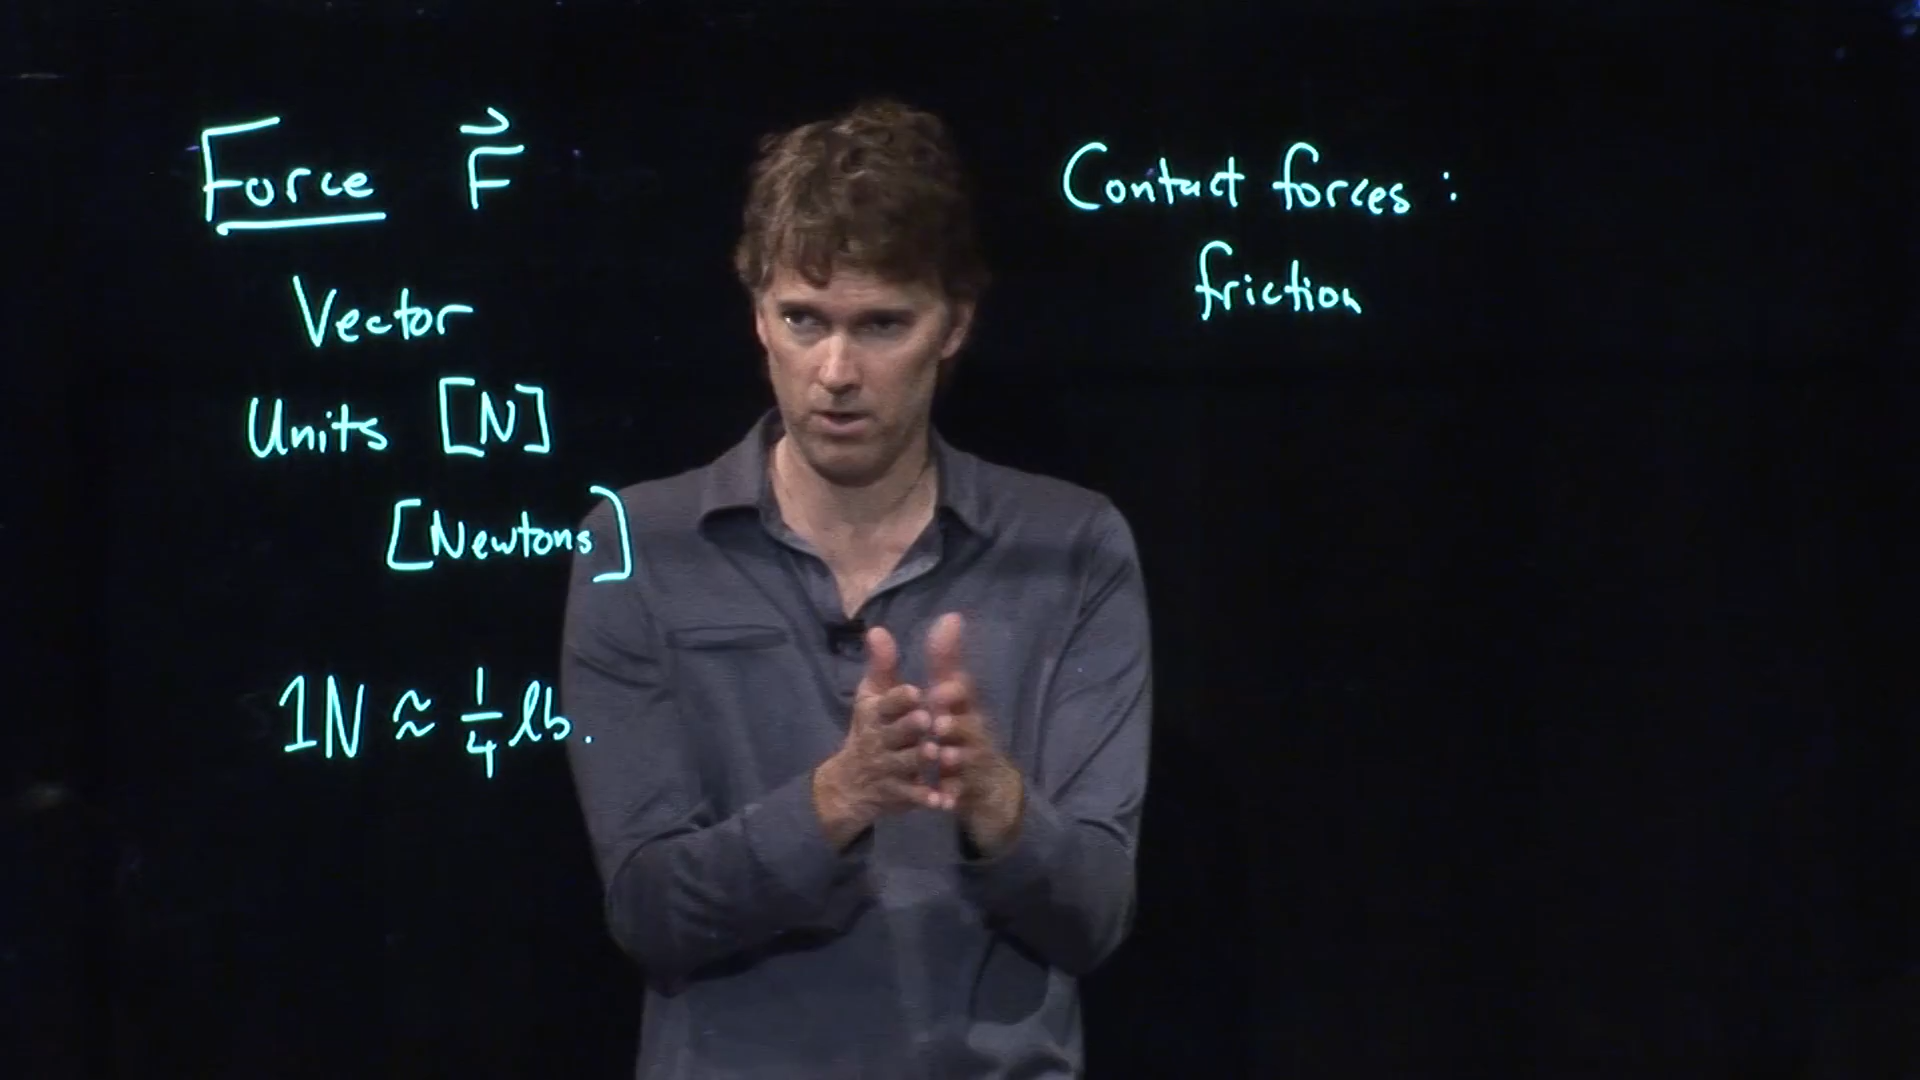 Force F⃗
Vector
Units [N]
[Newtons]
1N ≈ 1/4 lb.
Contact forces :
friction